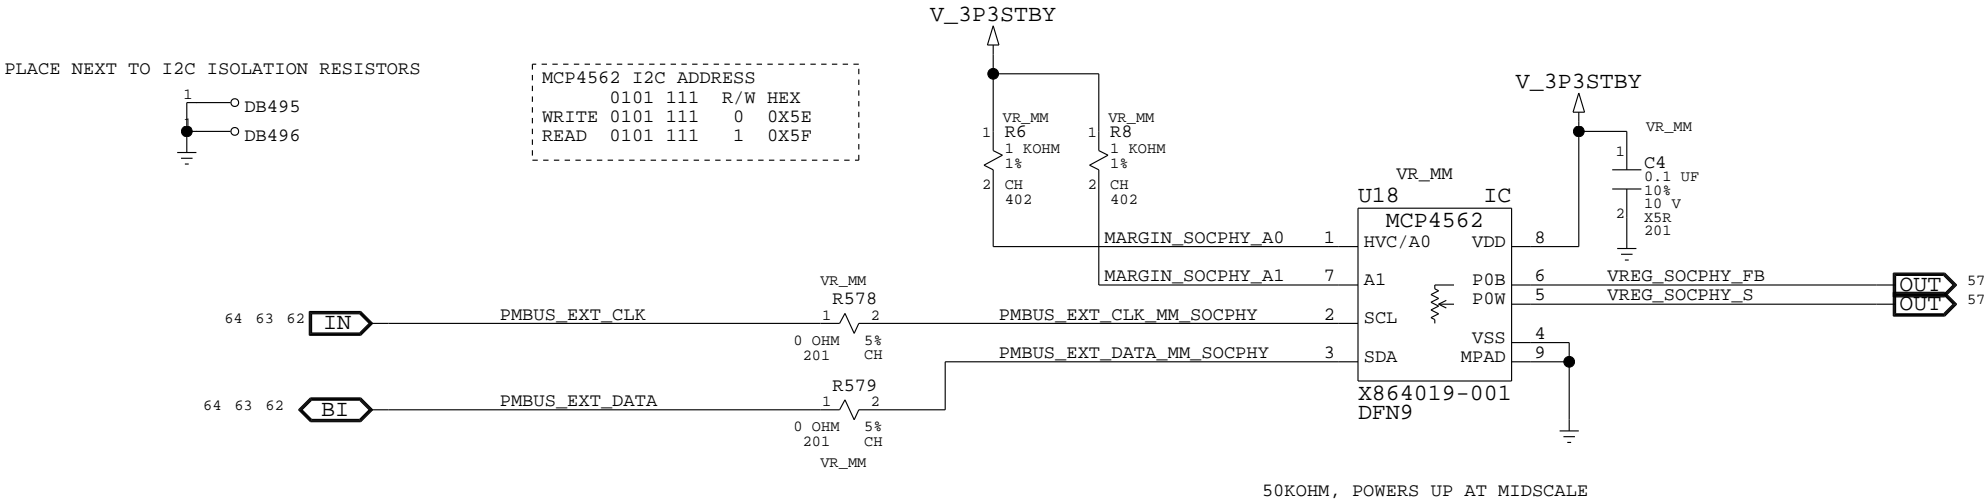 V_3P3STBY
PLACE NEXT TO I2C ISOLATION RESISTORS
1
DB495
1
DB496
MCP4562 I2C ADDRESS
0101 111 R/W HEX
WRITE 0101 111 0 0X5E
READ 0101 111 1 0X5F
VR_MM
1 R6
1 KOHM
1%
2 CH
402
VR_MM
1 R8
1 KOHM
1%
2 CH
402
V_3P3STBY
VR_MM
1
C4
0.1 UF
10%
10 V
2 X5R
201
VR_MM
U18 IC
MCP4562
MARGIN_SOCPHY_A0 1 HVC/A0 VDD 8
MARGIN_SOCPHY_A1 7 A1 P0B 6 VREG_SOCPHY_FB OUT 57
P0W 5 VREG_SOCPHY_S OUT 57
VR_MM
R578
64 63 62 IN PMBUS_EXT_CLK 1 2 PMBUS_EXT_CLK_MM_SOCPHY 2 SCL
0 OHM 5%
201 CH
VSS 4
PMBUS_EXT_DATA_MM_SOCPHY 3 SDA MPAD 9
R579
64 63 62 BI PMBUS_EXT_DATA 1 2
0 OHM 5%
201 CH
VR_MM
X864019-001
DFN9
50KOHM, POWERS UP AT MIDSCALE